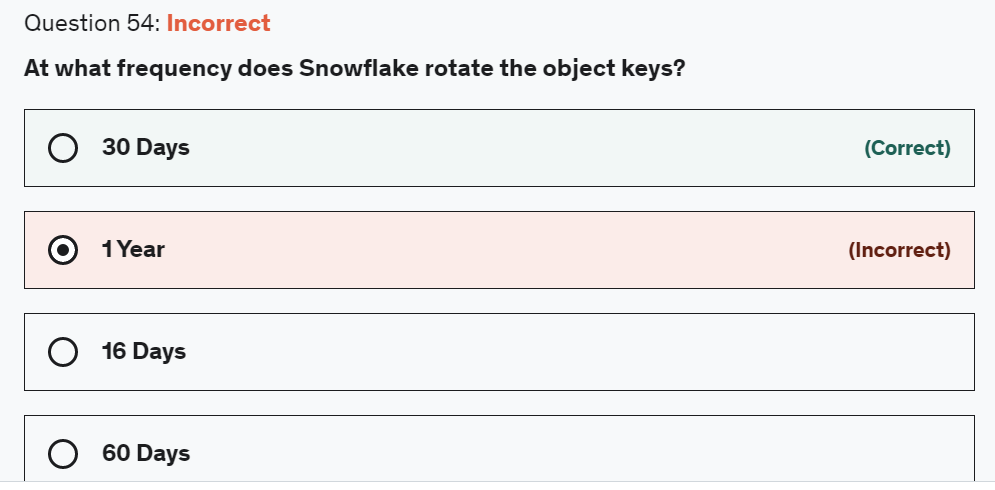 Question 54: Incorrect
At what frequency does Snowflake rotate the object keys?
30 Days (Correct)
1 Year (Incorrect)
16 Days
60 Days